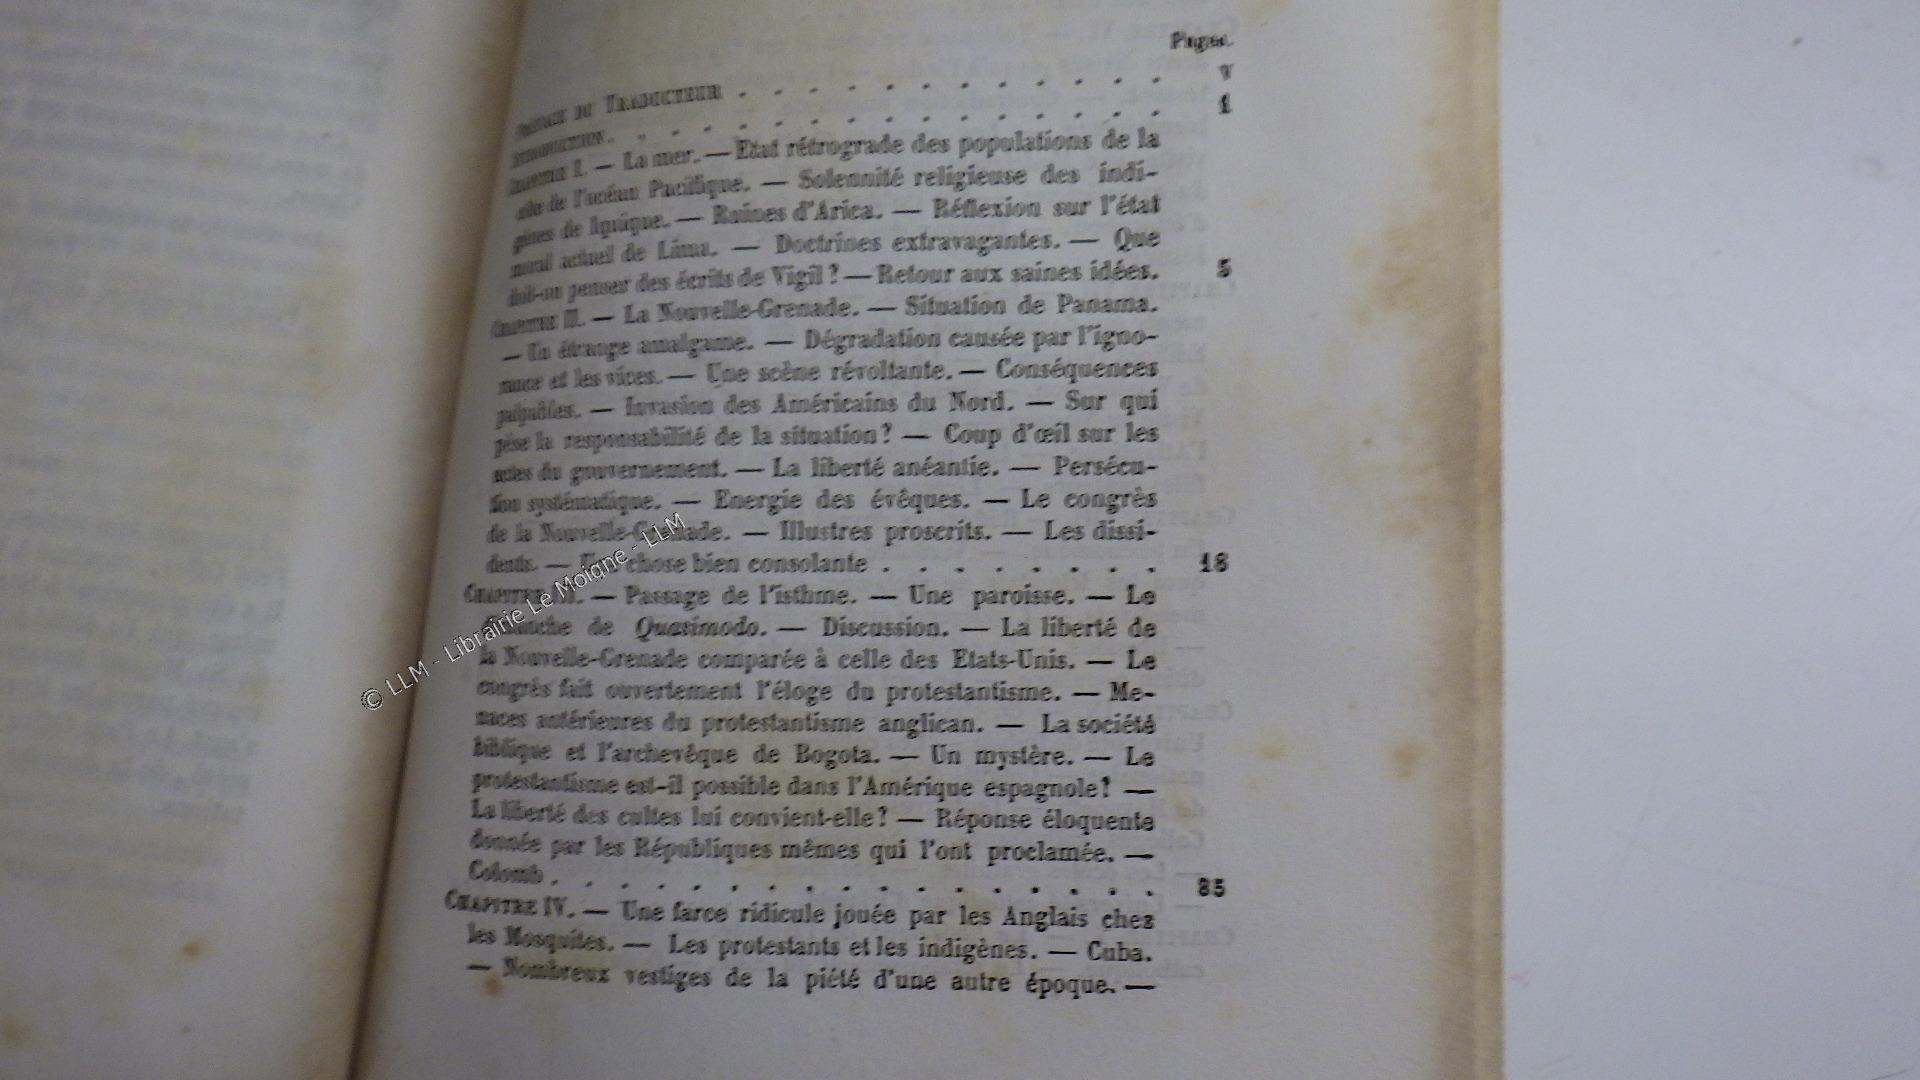 Pages.
Préface du Traducteur . . . . . . . . . . . . . V
Introduction. . . . . . . . . . . . . . . . . 1
Chapitre I. — La mer. — Etat rétrograde des populations de la
côte de l'océan Pacifique. — Solennité religieuse des indi-
gènes de Iquique. — Ruines d'Arica. — Réflexion sur l'état
moral actuel de Lima. — Doctrines extravagantes. — Que
doit-on penser des écrits de Vigil ? — Retour aux saines idées. 5
Chapitre II. — La Nouvelle-Grenade. — Situation de Panama.
— Un étrange amalgame. — Dégradation causée par l'igno-
rance et les vices. — Une scène révoltante. — Conséquences
palpables. — Invasion des Américains du Nord. — Sur qui
pèse la responsabilité de la situation ? — Coup d'œil sur les
actes du gouvernement. — La liberté anéantie. — Persécu-
tion systématique. — Energie des évêques. — Le congrès
de la Nouvelle-Grenade. — Illustres proscrits. — Les dissi-
dents. — Une chose bien consolante . . . . . . . . . 18
Chapitre III. — Passage de l'isthme. — Une paroisse. — Le
dimanche de Quasimodo. — Discussion. — La liberté de
la Nouvelle-Grenade comparée à celle des Etats-Unis. — Le
congrès fait ouvertement l'éloge du protestantisme. — Me-
naces antérieures du protestantisme anglican. — La société
biblique et l'archevêque de Bogota. — Un mystère. — Le
protestantisme est-il possible dans l'Amérique espagnole ? —
La liberté des cultes lui convient-elle ? — Réponse éloquente
donnée par les Républiques mêmes qui l'ont proclamée. —
Colomb . . . . . . . . . . . . . . . . . . 35
Chapitre IV. — Une farce ridicule jouée par les Anglais chez
les Mosquites. — Les protestants et les indigènes. — Cuba.
— Nombreux vestiges de la piété d'une autre époque. —
© LLM - Librairie Le Moigne - LLM